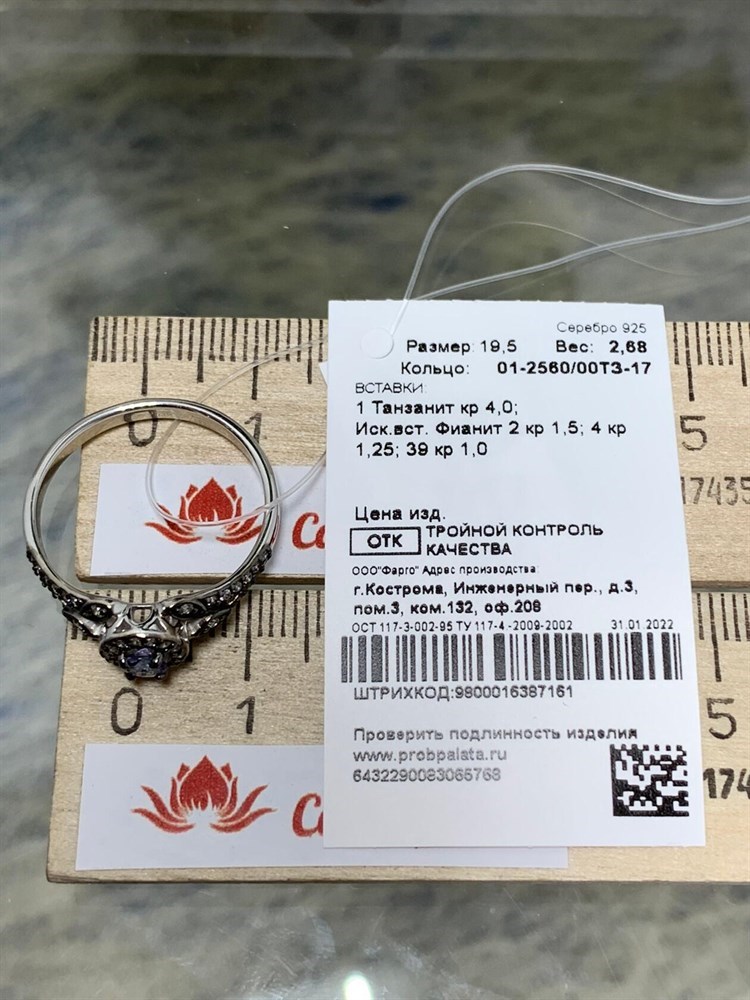 Серебро 925
Размер: 19,5 Вес: 2,68
Кольцо: 01-2560/00ТЗ-17
ВСТАВКИ:
1 Танзанит кр 4,0;
Иск.вст. Фианит 2 кр 1,5; 4 кр
1,25; 39 кр 1,0
Цена изд.
ОТК ТРОЙНОЙ КОНТРОЛЬ
КАЧЕСТВА
ООО"Фарго" Адрес производства:
г.Кострома, Инженерный пер., д.3,
пом.3, ком.132, оф.208
ОСТ 117-3-002-95 ТУ 117-4-2009-2002 31.01.2022
ШТРИХКОД:9800016387161
Проверить подлинность изделия
www.probpalata.ru
6432290083065768
0 1 5
17435
0 1 5
174